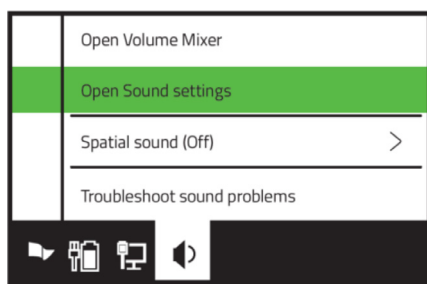 Open Volume Mixer
Open Sound settings
Spatial sound (Off)
Troubleshoot sound problems